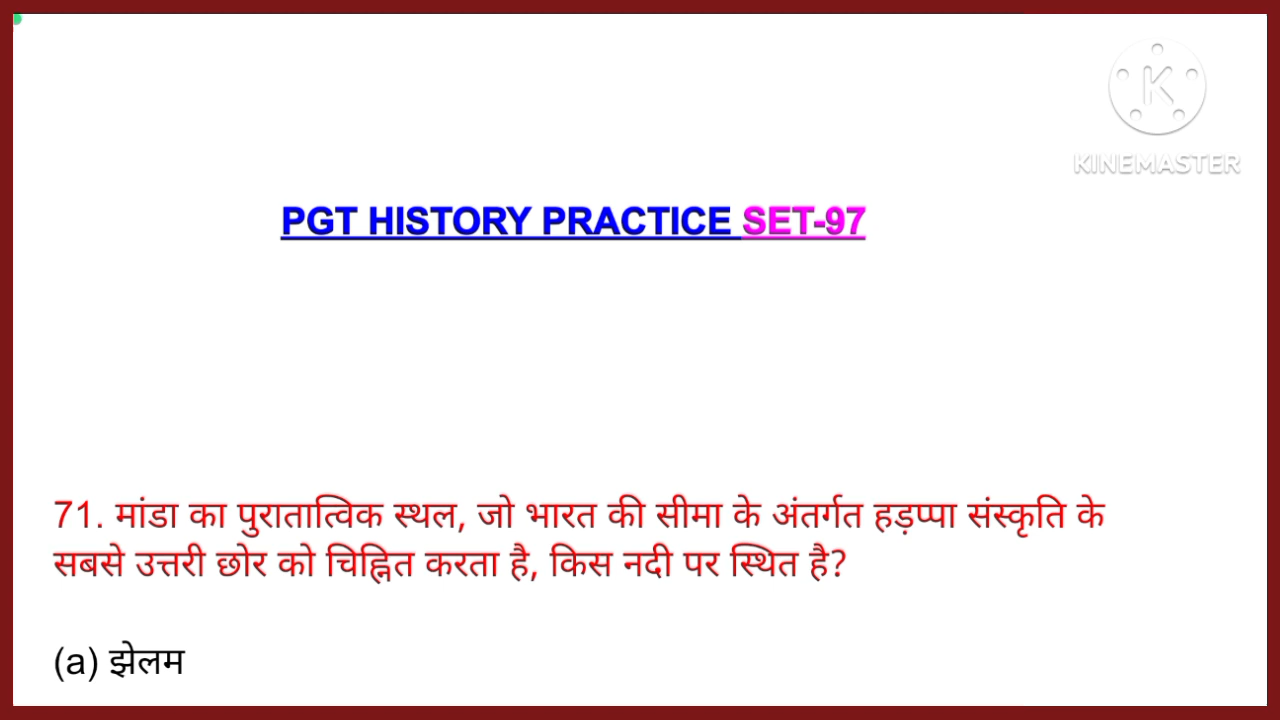 K
KINEMASTER
PGT HISTORY PRACTICE SET-97
71. मांडा का पुरातात्विक स्थल, जो भारत की सीमा के अंतर्गत हड़प्पा संस्कृति के
सबसे उत्तरी छोर को चिह्नित करता है, किस नदी पर स्थित है?
(a) झेलम